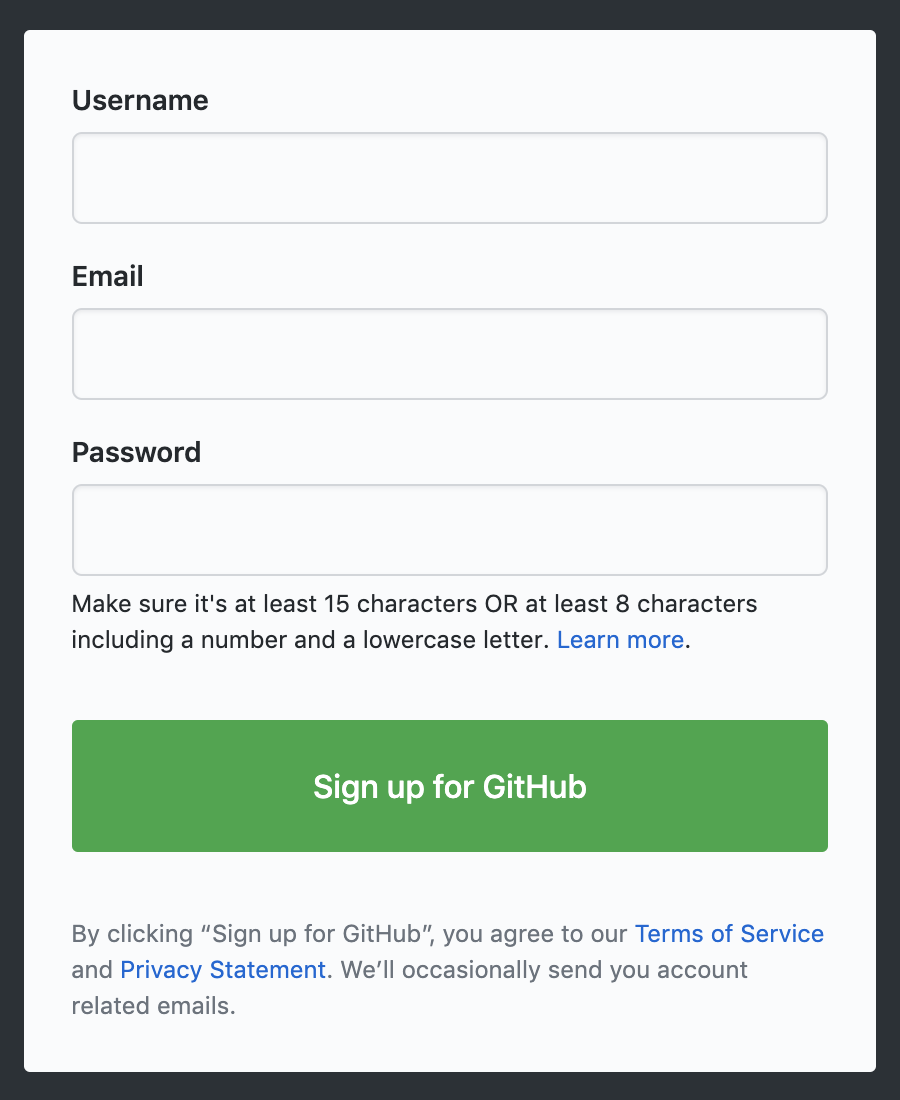 Username
Email
Password
Make sure it's at least 15 characters OR at least 8 characters
including a number and a lowercase letter. Learn more.
Sign up for GitHub
By clicking “Sign up for GitHub”, you agree to our Terms of Service
and Privacy Statement. We’ll occasionally send you account
related emails.